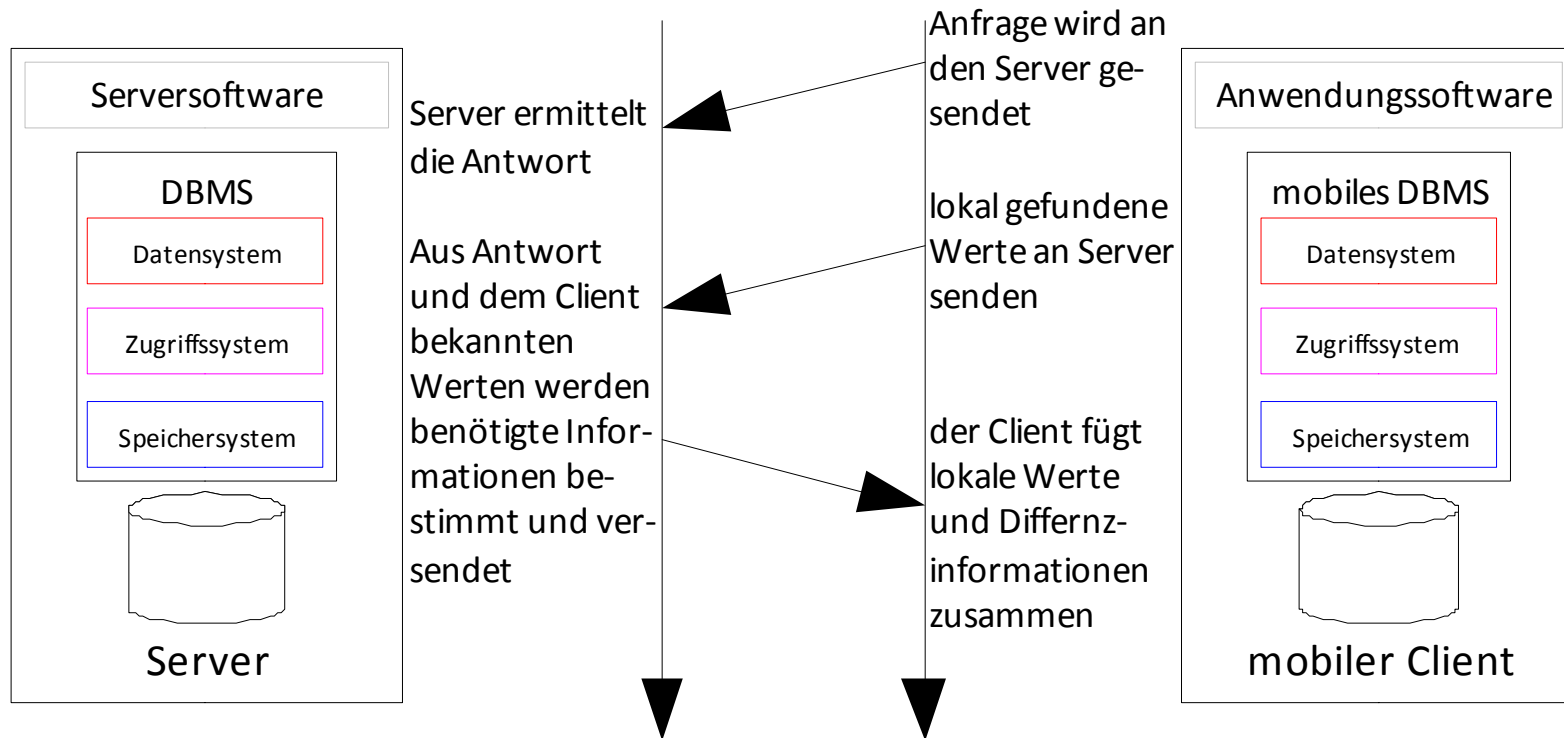 Serversoftware
DBMS
Datensystem
Zugriffssystem
Speichersystem
Server
Server ermittelt
die Antwort
Aus Antwort
und dem Client
bekannten
Werten werden
benötigte Infor-
mationen be-
stimmt und ver-
sendet
Anfrage wird an
den Server ge-
sendet
lokal gefundene
Werte an Server
senden
der Client fügt
lokale Werte
und Differnz-
informationen
zusammen
Anwendungssoftware
mobiles DBMS
Datensystem
Zugriffssystem
Speichersystem
mobiler Client